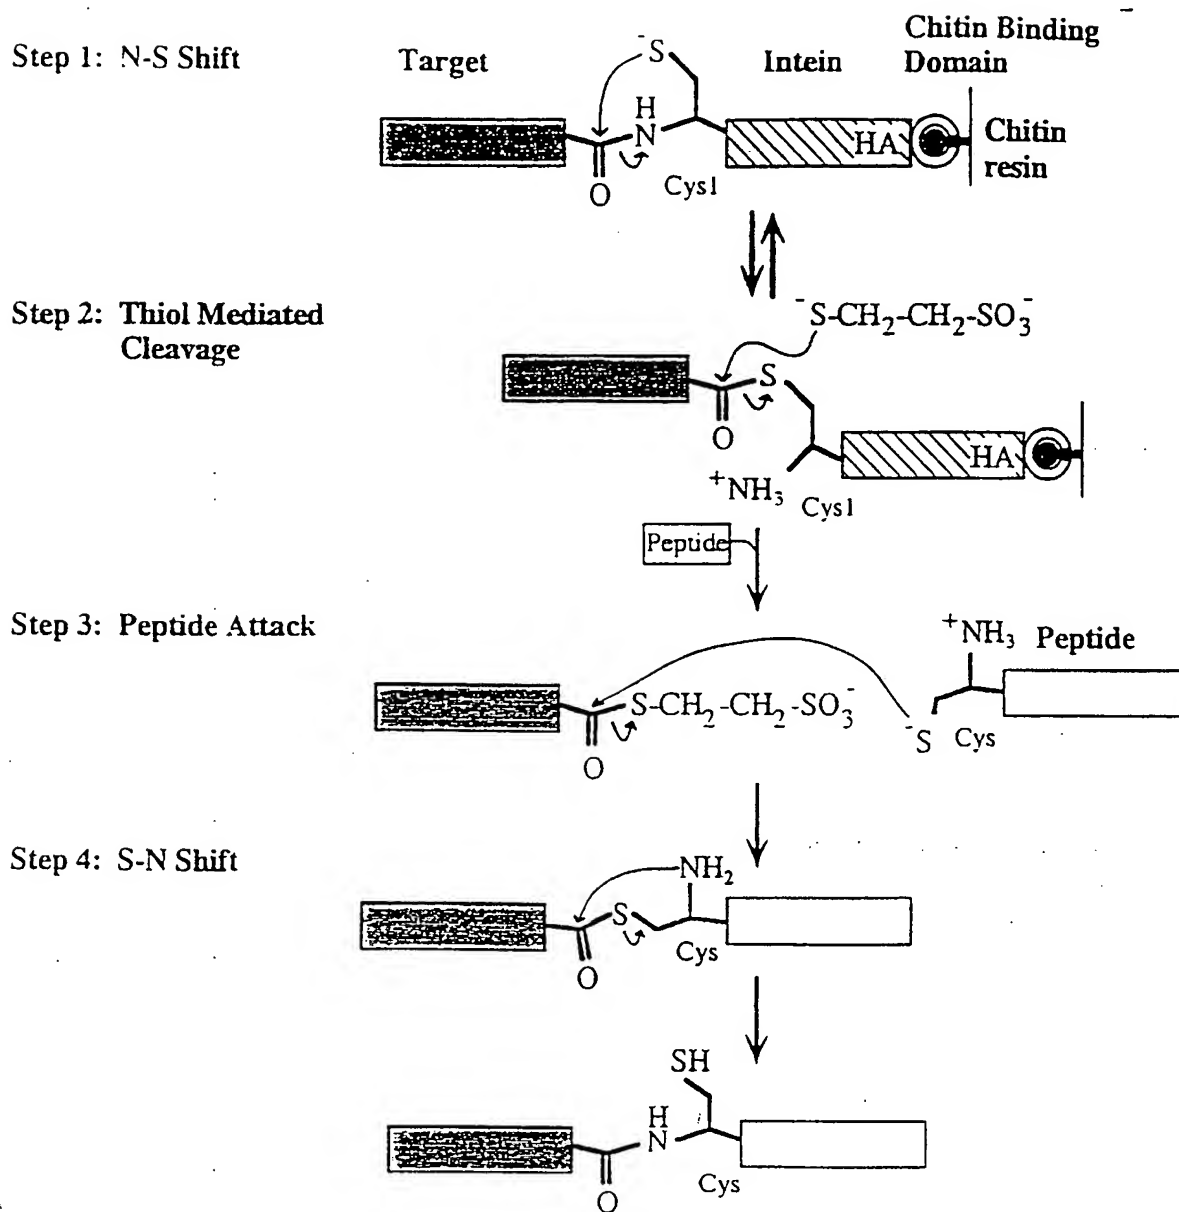 Step 1: N-S Shift
Target
Intein
Chitin Binding
Domain
⁻S
H
N
O
Cys1
HA
Chitin
resin
Step 2: Thiol Mediated
Cleavage
⁻S-CH₂-CH₂-SO₃⁻
S
O
⁺NH₃
Cys1
HA
Peptide
Step 3: Peptide Attack
⁺NH₃
Peptide
S-CH₂-CH₂-SO₃⁻
O
⁻S
Cys
Step 4: S-N Shift
NH₂
S
O
Cys
SH
H
N
O
Cys